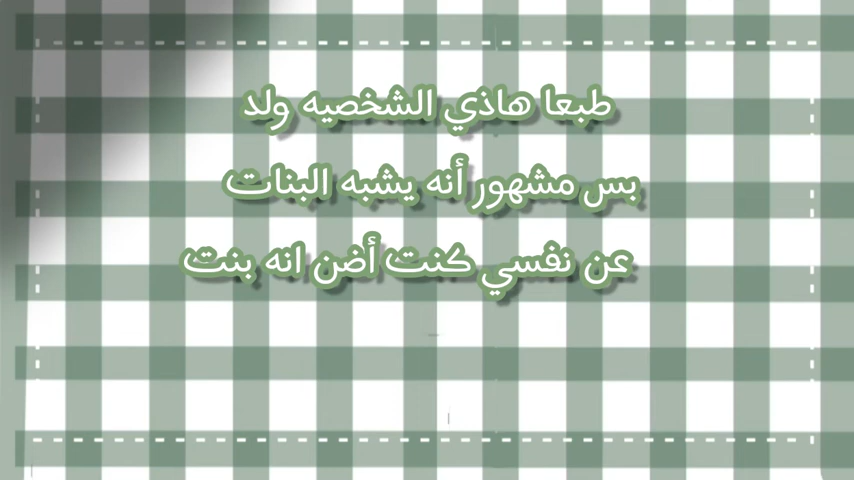 طبعا هاذي الشخصيه ولد
بس مشهور أنه يشبه البنات
عن نفسي كنت أضن انه بنت